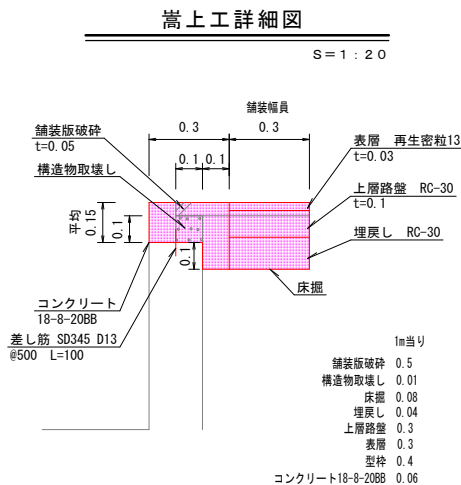 嵩上工詳細図
S=1:20
舗装幅員
0.3 0.3
舗装版破砕
t=0.05
構造物取壊し
0.1 0.1
表層 再生密粒13
t=0.03
上層路盤 RC-30
t=0.1
埋戻し RC-30
平均
0.15
0.1
0.1
床掘
コンクリート
18-8-20BB
差し筋 SD345 D13
@500 L=100
1m当り
舗装版破砕 0.5
構造物取壊し 0.01
床掘 0.08
埋戻し 0.04
上層路盤 0.3
表層 0.3
型枠 0.4
コンクリート18-8-20BB 0.06